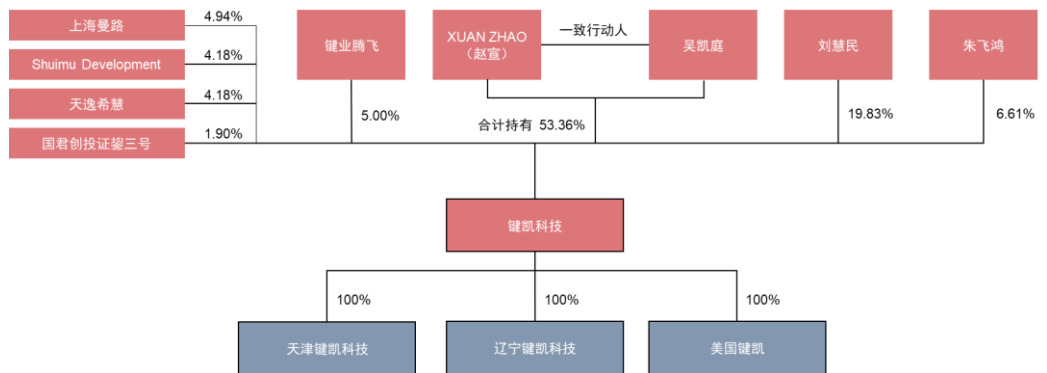 上海曼路
4.94%
Shuimu Development
4.18%
天逸希慧
4.18%
国君创投证鋆三号
1.90%
键业腾飞
5.00%
XUAN ZHAO
（赵宣）
一致行动人
吴凯庭
合计持有 53.36%
刘慧民
19.83%
朱飞鸿
6.61%
键凯科技
100%
100%
100%
天津键凯科技
辽宁键凯科技
美国键凯